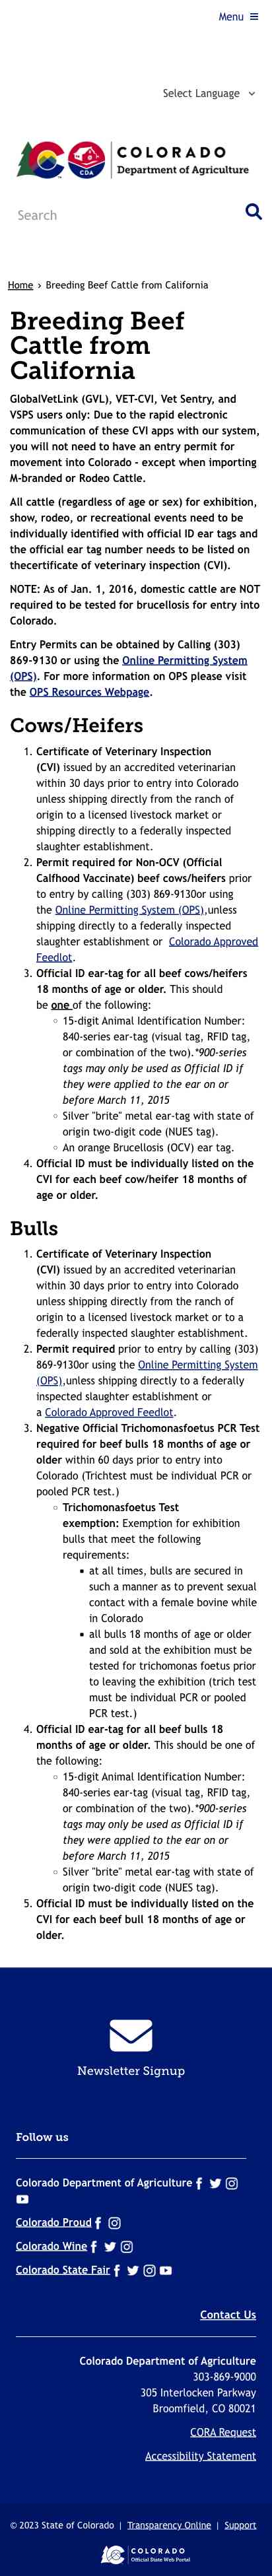 Menu
Select Language
CDA
COLORADO
Department of Agriculture
Search
Home › Breeding Beef Cattle from California
Breeding Beef
Cattle from
California
GlobalVetLink (GVL), VET-CVI, Vet Sentry, and
VSPS users only: Due to the rapid electronic
communication of these CVI apps with our system,
you will not need to have an entry permit for
movement into Colorado - except when importing
M-branded or Rodeo Cattle.
All cattle (regardless of age or sex) for exhibition,
show, rodeo, or recreational events need to be
individually identified with official ID ear tags and
the official ear tag number needs to be listed on
thecertificate of veterinary inspection (CVI).
NOTE: As of Jan. 1, 2016, domestic cattle are NOT
required to be tested for brucellosis for entry into
Colorado.
Entry Permits can be obtained by Calling (303)
869-9130 or using the Online Permitting System
(OPS). For more information on OPS please visit
the OPS Resources Webpage.
Cows/Heifers
1. Certificate of Veterinary Inspection
(CVI) issued by an accredited veterinarian
within 30 days prior to entry into Colorado
unless shipping directly from the ranch of
origin to a licensed livestock market or
shipping directly to a federally inspected
slaughter establishment.
2. Permit required for Non-OCV (Official
Calfhood Vaccinate) beef cows/heifers prior
to entry by calling (303) 869-9130or using
the Online Permitting System (OPS),unless
shipping directly to a federally inspected
slaughter establishment or Colorado Approved
Feedlot.
3. Official ID ear-tag for all beef cows/heifers
18 months of age or older. This should
be one of the following:
○ 15-digit Animal Identification Number:
840-series ear-tag (visual tag, RFID tag,
or combination of the two).*900-series
tags may only be used as Official ID if
they were applied to the ear on or
before March 11, 2015
○ Silver "brite" metal ear-tag with state of
origin two-digit code (NUES tag).
○ An orange Brucellosis (OCV) ear tag.
4. Official ID must be individually listed on the
CVI for each beef cow/heifer 18 months of
age or older.
Bulls
1. Certificate of Veterinary Inspection
(CVI) issued by an accredited veterinarian
within 30 days prior to entry into Colorado
unless shipping directly from the ranch of
origin to a licensed livestock market or to a
federally inspected slaughter establishment.
2. Permit required prior to entry by calling (303)
869-9130or using the Online Permitting System
(OPS),unless shipping directly to a federally
inspected slaughter establishment or
a Colorado Approved Feedlot.
3. Negative Official Trichomonasfoetus PCR Test
required for beef bulls 18 months of age or
older within 60 days prior to entry into
Colorado (Trichtest must be individual PCR or
pooled PCR test.)
○ Trichomonasfoetus Test
exemption: Exemption for exhibition
bulls that meet the following
requirements:
▪ at all times, bulls are secured in
such a manner as to prevent sexual
contact with a female bovine while
in Colorado
▪ all bulls 18 months of age or older
and sold at the exhibition must be
tested for trichomonas foetus prior
to leaving the exhibition (trich test
must be individual PCR or pooled
PCR test.)
4. Official ID ear-tag for all beef bulls 18
months of age or older. This should be one of
the following:
○ 15-digit Animal Identification Number:
840-series ear-tag (visual tag, RFID tag,
or combination of the two).*900-series
tags may only be used as Official ID if
they were applied to the ear on or
before March 11, 2015
○ Silver "brite" metal ear-tag with state of
origin two-digit code (NUES tag).
5. Official ID must be individually listed on the
CVI for each beef bull 18 months of age or
older.
Newsletter Signup
Follow us
Colorado Department of Agriculture
Colorado Proud
Colorado Wine
Colorado State Fair
Contact Us
Colorado Department of Agriculture
303-869-9000
305 Interlocken Parkway
Broomfield, CO 80021
CORA Request
Accessibility Statement
© 2023 State of Colorado | Transparency Online | Support
COLORADO
Official State Web Portal